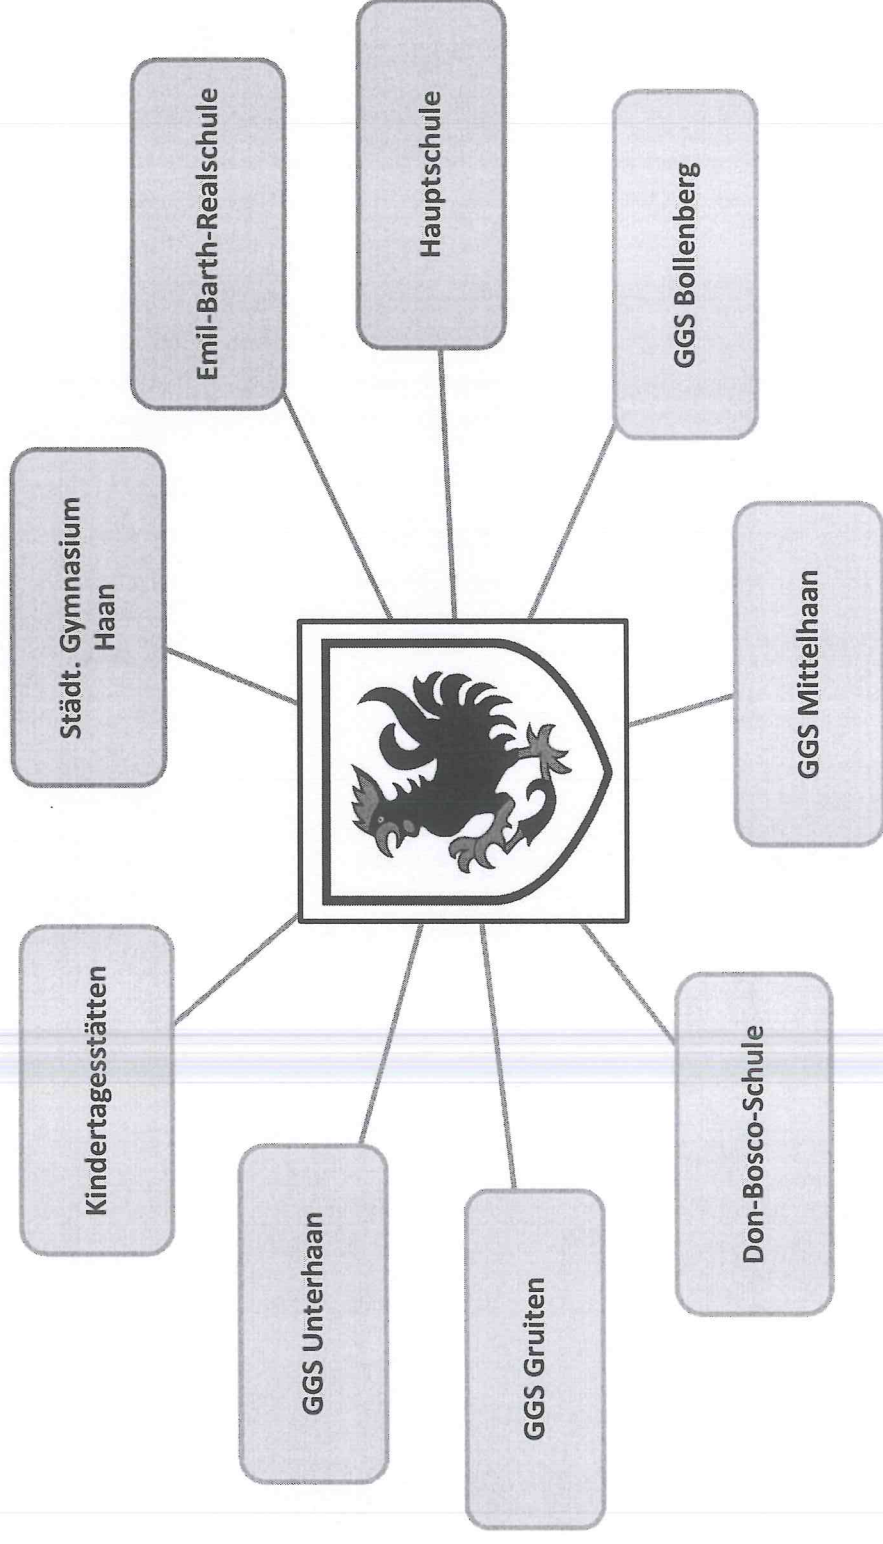 Kindertagesstätten
Städt. Gymnasium
Haan
Emil-Barth-Realschule
Hauptschule
GGS Bollenberg
GGS Mittelhaan
Don-Bosco-Schule
GGS Gruiten
GGS Unterhaan